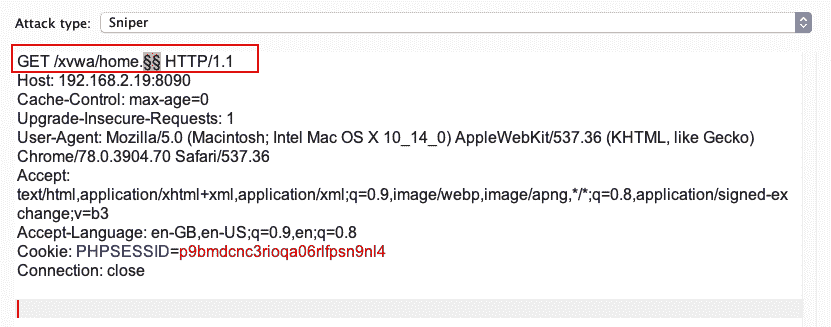 Attack type: Sniper
GET /xvwa/home.§§ HTTP/1.1
Host: 192.168.2.19:8090
Cache-Control: max-age=0
Upgrade-Insecure-Requests: 1
User-Agent: Mozilla/5.0 (Macintosh; Intel Mac OS X 10_14_0) AppleWebKit/537.36 (KHTML, like Gecko)
Chrome/78.0.3904.70 Safari/537.36
Accept:
text/html,application/xhtml+xml,application/xml;q=0.9,image/webp,image/apng,*/*;q=0.8,application/signed-ex
change;v=b3
Accept-Language: en-GB,en-US;q=0.9,en;q=0.8
Cookie: PHPSESSID=p9bmdcnc3rioqa06rlfpsn9nl4
Connection: close